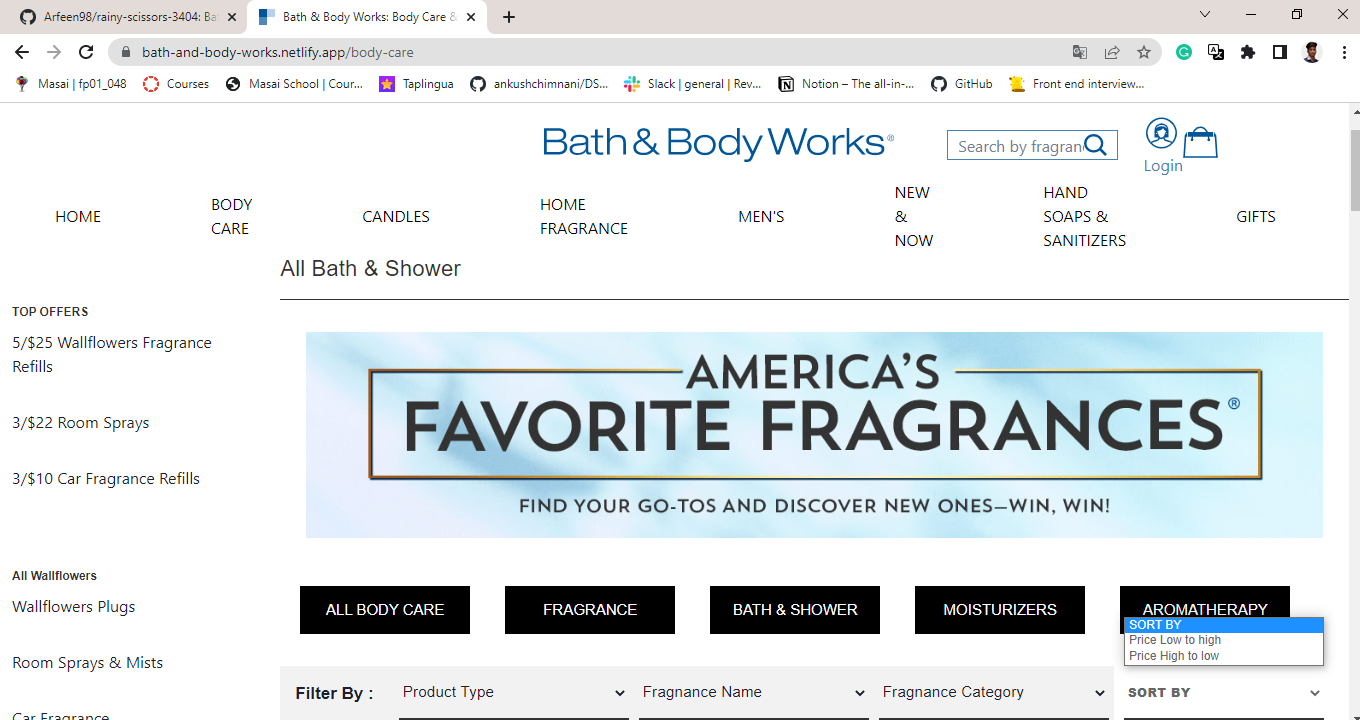 Arfeen98/rainy-scissors-3404: Ba
Bath & Body Works: Body Care &
bath-and-body-works.netlify.app/body-care
Masai | fp01_048
Courses
Masai School | Cour...
Taplingua
ankushchimnani/DS...
Slack | general | Rev...
Notion – The all-in-...
GitHub
Front end interview...
Bath & Body Works®
Search by fragran
Login
HOME
BODY
CARE
CANDLES
HOME
FRAGRANCE
MEN'S
NEW
&
NOW
HAND
SOAPS &
SANITIZERS
GIFTS
All Bath & Shower
TOP OFFERS
5/$25 Wallflowers Fragrance
Refills
3/$22 Room Sprays
3/$10 Car Fragrance Refills
All Wallflowers
Wallflowers Plugs
Room Sprays & Mists
Car Fragrance
AMERICA'S
FAVORITE FRAGRANCES®
FIND YOUR GO-TOS AND DISCOVER NEW ONES—WIN, WIN!
ALL BODY CARE
FRAGRANCE
BATH & SHOWER
MOISTURIZERS
AROMATHERAPY
SORT BY
Price Low to high
Price High to low
Filter By :
Product Type
Fragnance Name
Fragnance Category
SORT BY